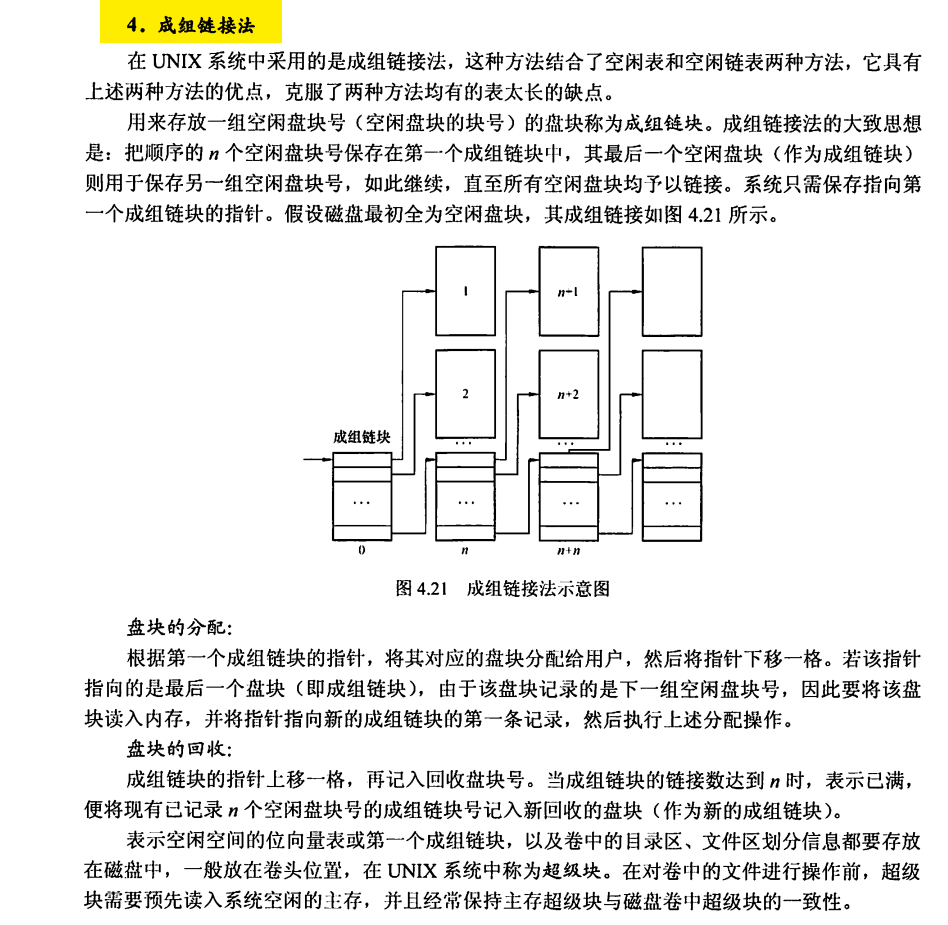 4．成组链接法
在 UNIX 系统中采用的是成组链接法，这种方法结合了空闲表和空闲链表两种方法，它具有
上述两种方法的优点，克服了两种方法均有的表太长的缺点。
用来存放一组空闲盘块号（空闲盘块的块号）的盘块称为成组链块。成组链接法的大致思想
是：把顺序的 n 个空闲盘块号保存在第一个成组链块中，其最后一个空闲盘块（作为成组链块）
则用于保存另一组空闲盘块号，如此继续，直至所有空闲盘块均予以链接。系统只需保存指向第
一个成组链块的指针。假设磁盘最初全为空闲盘块，其成组链接如图 4.21 所示。
1 n+1
2 n+2
成组链块
… … …
… … … …
0 n n+n
图 4.21 成组链接法示意图
盘块的分配：
根据第一个成组链块的指针，将其对应的盘块分配给用户，然后将指针下移一格。若该指针
指向的是最后一个盘块（即成组链块），由于该盘块记录的是下一组空闲盘块号，因此要将该盘
块读入内存，并将指针指向新的成组链块的第一条记录，然后执行上述分配操作。
盘块的回收：
成组链块的指针上移一格，再记入回收盘块号。当成组链块的链接数达到 n 时，表示已满，
便将现有已记录 n 个空闲盘块号的成组链块号记入新回收的盘块（作为新的成组链块）。
表示空闲空间的位向量表或第一个成组链块，以及卷中的目录区、文件区划分信息都要存放
在磁盘中，一般放在卷头位置，在 UNIX 系统中称为超级块。在对卷中的文件进行操作前，超级
块需要预先读入系统空闲的主存，并且经常保持主存超级块与磁盘卷中超级块的一致性。